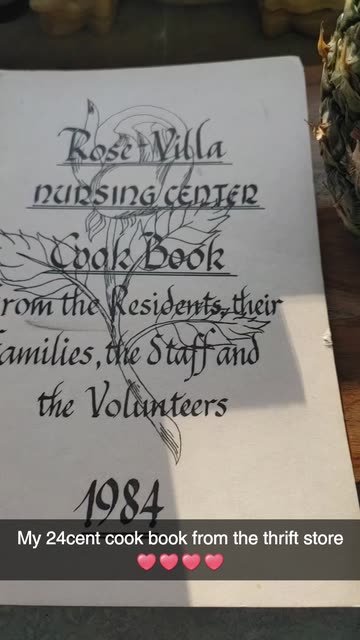 Rose Villa
NURSING CENTER
Cook Book
rom the Residents, their
amilies, the Staff and
the Volunteers
1984
My 24cent cook book from the thrift store
❤❤❤❤